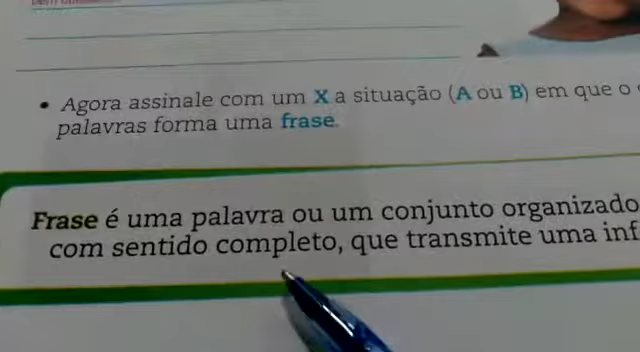 • Agora assinale com um X a situação (A ou B) em que o
palavras forma uma frase.
Frase é uma palavra ou um conjunto organizado
com sentido completo, que transmite uma inf